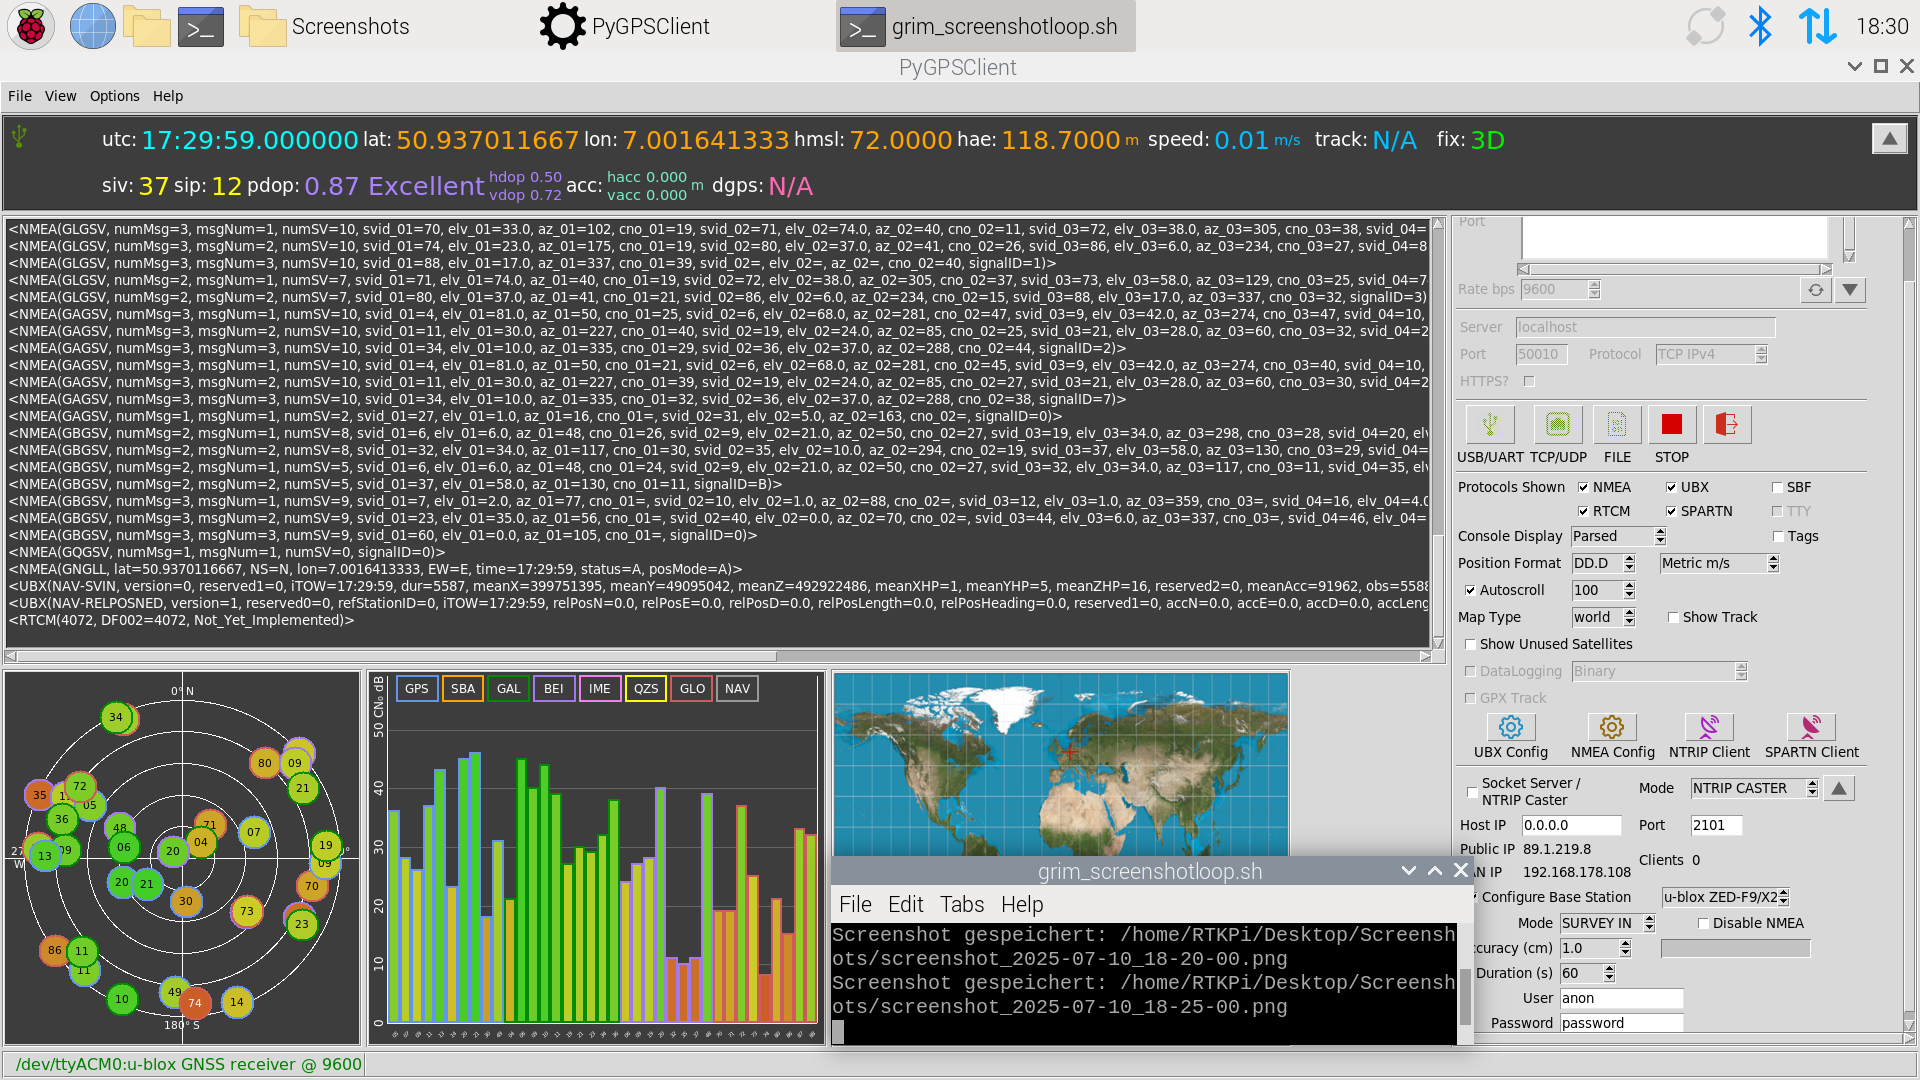 Screenshots
PyGPSClient
grim_screenshotloop.sh
18:30
PyGPSClient
File View Options Help
utc: 17:29:59.000000 lat: 50.937011667 lon: 7.001641333 hmsl: 72.0000 hae: 118.7000 m speed: 0.01 m/s track: N/A fix: 3D
siv: 37 sip: 12 pdop: 0.87 Excellent hdop 0.50 vdop 0.72 acc: hacc 0.000 vacc 0.000 m dgps: N/A
<NMEA(GLGSV, numMsg=3, msgNum=1, numSV=10, svid_01=70, elv_01=33.0, az_01=102, cno_01=19, svid_02=71, elv_02=74.0, az_02=40, cno_02=11, svid_03=72, elv_03=38.0, az_03=305, cno_03=38, svid_04=
<NMEA(GLGSV, numMsg=3, msgNum=2, numSV=10, svid_01=74, elv_01=23.0, az_01=175, cno_01=19, svid_02=80, elv_02=37.0, az_02=41, cno_02=26, svid_03=86, elv_03=6.0, az_03=234, cno_03=27, svid_04=8
<NMEA(GLGSV, numMsg=3, msgNum=3, numSV=10, svid_01=88, elv_01=17.0, az_01=337, cno_01=39, svid_02=, elv_02=, az_02=, cno_02=40, signalID=1)>
<NMEA(GLGSV, numMsg=2, msgNum=1, numSV=7, svid_01=71, elv_01=74.0, az_01=40, cno_01=19, svid_02=72, elv_02=38.0, az_02=305, cno_02=37, svid_03=73, elv_03=58.0, az_03=129, cno_03=25, svid_04=7
<NMEA(GLGSV, numMsg=2, msgNum=2, numSV=7, svid_01=80, elv_01=37.0, az_01=41, cno_01=21, svid_02=86, elv_02=6.0, az_02=234, cno_02=15, svid_03=88, elv_03=17.0, az_03=337, cno_03=32, signalID=3)
<NMEA(GAGSV, numMsg=3, msgNum=1, numSV=10, svid_01=4, elv_01=81.0, az_01=50, cno_01=25, svid_02=6, elv_02=68.0, az_02=281, cno_02=47, svid_03=9, elv_03=42.0, az_03=274, cno_03=47, svid_04=10,
<NMEA(GAGSV, numMsg=3, msgNum=2, numSV=10, svid_01=11, elv_01=30.0, az_01=227, cno_01=40, svid_02=19, elv_02=24.0, az_02=85, cno_02=25, svid_03=21, elv_03=28.0, az_03=60, cno_03=32, svid_04=2
<NMEA(GAGSV, numMsg=3, msgNum=3, numSV=10, svid_01=34, elv_01=10.0, az_01=335, cno_01=29, svid_02=36, elv_02=37.0, az_02=288, cno_02=44, signalID=2)>
<NMEA(GAGSV, numMsg=3, msgNum=1, numSV=10, svid_01=4, elv_01=81.0, az_01=50, cno_01=21, svid_02=6, elv_02=68.0, az_02=281, cno_02=45, svid_03=9, elv_03=42.0, az_03=274, cno_03=40, svid_04=10,
<NMEA(GAGSV, numMsg=3, msgNum=2, numSV=10, svid_01=11, elv_01=30.0, az_01=227, cno_01=39, svid_02=19, elv_02=24.0, az_02=85, cno_02=27, svid_03=21, elv_03=28.0, az_03=60, cno_03=30, svid_04=2
<NMEA(GAGSV, numMsg=3, msgNum=3, numSV=10, svid_01=34, elv_01=10.0, az_01=335, cno_01=32, svid_02=36, elv_02=37.0, az_02=288, cno_02=38, signalID=7)>
<NMEA(GAGSV, numMsg=1, msgNum=1, numSV=2, svid_01=27, elv_01=1.0, az_01=16, cno_01=, svid_02=31, elv_02=5.0, az_02=163, cno_02=, signalID=0)>
<NMEA(GBGSV, numMsg=2, msgNum=1, numSV=8, svid_01=6, elv_01=6.0, az_01=48, cno_01=26, svid_02=9, elv_02=21.0, az_02=50, cno_02=27, svid_03=19, elv_03=34.0, az_03=298, cno_03=28, svid_04=20, elv
<NMEA(GBGSV, numMsg=2, msgNum=2, numSV=8, svid_01=32, elv_01=34.0, az_01=117, cno_01=30, svid_02=35, elv_02=10.0, az_02=294, cno_02=19, svid_03=37, elv_03=58.0, az_03=130, cno_03=29, svid_04=
<NMEA(GBGSV, numMsg=2, msgNum=1, numSV=5, svid_01=6, elv_01=6.0, az_01=48, cno_01=24, svid_02=9, elv_02=21.0, az_02=50, cno_02=27, svid_03=32, elv_03=34.0, az_03=117, cno_03=11, svid_04=35, elv
<NMEA(GBGSV, numMsg=2, msgNum=2, numSV=5, svid_01=37, elv_01=58.0, az_01=130, cno_01=11, signalID=B)>
<NMEA(GBGSV, numMsg=3, msgNum=1, numSV=9, svid_01=7, elv_01=2.0, az_01=77, cno_01=, svid_02=10, elv_02=1.0, az_02=88, cno_02=, svid_03=12, elv_03=1.0, az_03=359, cno_03=, svid_04=16, elv_04=4.0
<NMEA(GBGSV, numMsg=3, msgNum=2, numSV=9, svid_01=23, elv_01=35.0, az_01=56, cno_01=, svid_02=40, elv_02=0.0, az_02=70, cno_02=, svid_03=44, elv_03=6.0, az_03=337, cno_03=, svid_04=46, elv_04=
<NMEA(GBGSV, numMsg=3, msgNum=3, numSV=9, svid_01=60, elv_01=0.0, az_01=105, cno_01=, signalID=0)>
<NMEA(GQGSV, numMsg=1, msgNum=1, numSV=0, signalID=0)>
<NMEA(GNGLL, lat=50.9370116667, NS=N, lon=7.0016413333, EW=E, time=17:29:59, status=A, posMode=A)>
<UBX(NAV-SVIN, version=0, reserved1=0, iTOW=17:29:59, dur=5587, meanX=399751395, meanY=49095042, meanZ=492922486, meanXHP=1, meanYHP=5, meanZHP=16, reserved2=0, meanAcc=91962, obs=5588
<UBX(NAV-RELPOSNED, version=1, reserved0=0, refStationID=0, iTOW=17:29:59, relPosN=0.0, relPosE=0.0, relPosD=0.0, relPosLength=0.0, relPosHeading=0.0, reserved1=0, accN=0.0, accE=0.0, accD=0.0, accLeng
<RTCM(4072, DF002=4072, Not_Yet_Implemented)>
Port
Rate bps 9600
Server localhost
Port 50010 Protocol TCP IPv4
HTTPS?
USB/UART TCP/UDP FILE STOP
Protocols Shown NMEA UBX SBF
RTCM SPARTN TTY
Console Display Parsed Tags
Position Format DD.D Metric m/s
Autoscroll 100
Map Type world Show Track
Show Unused Satellites
DataLogging Binary
GPX Track
UBX Config NMEA Config NTRIP Client SPARTN Client
Socket Server / NTRIP Caster Mode NTRIP CASTER
Host IP 0.0.0.0 Port 2101
Public IP 89.1.219.8
Clients 0
AN IP 192.168.178.108
Configure Base Station u-blox ZED-F9/X2
Mode SURVEY IN Disable NMEA
ccuracy (cm) 1.0
Duration (s) 60
User anon
Password password
0° N
34
80 09
21
35 72 05
36
48 71 07
13 09 06 20 04 19
27 W
09
20 21 70
30
73 23
86 11
11
10 49 74 14
180° S
50 CN₀ dB
40
30
20
10
0
GPS SBA GAL BEI IME QZS GLO NAV
grim_screenshotloop.sh
File Edit Tabs Help
Screenshot gespeichert: /home/RTKPi/Desktop/Screensh
ots/screenshot_2025-07-10_18-20-00.png
Screenshot gespeichert: /home/RTKPi/Desktop/Screensh
ots/screenshot_2025-07-10_18-25-00.png
/dev/ttyACM0:u-blox GNSS receiver @ 9600